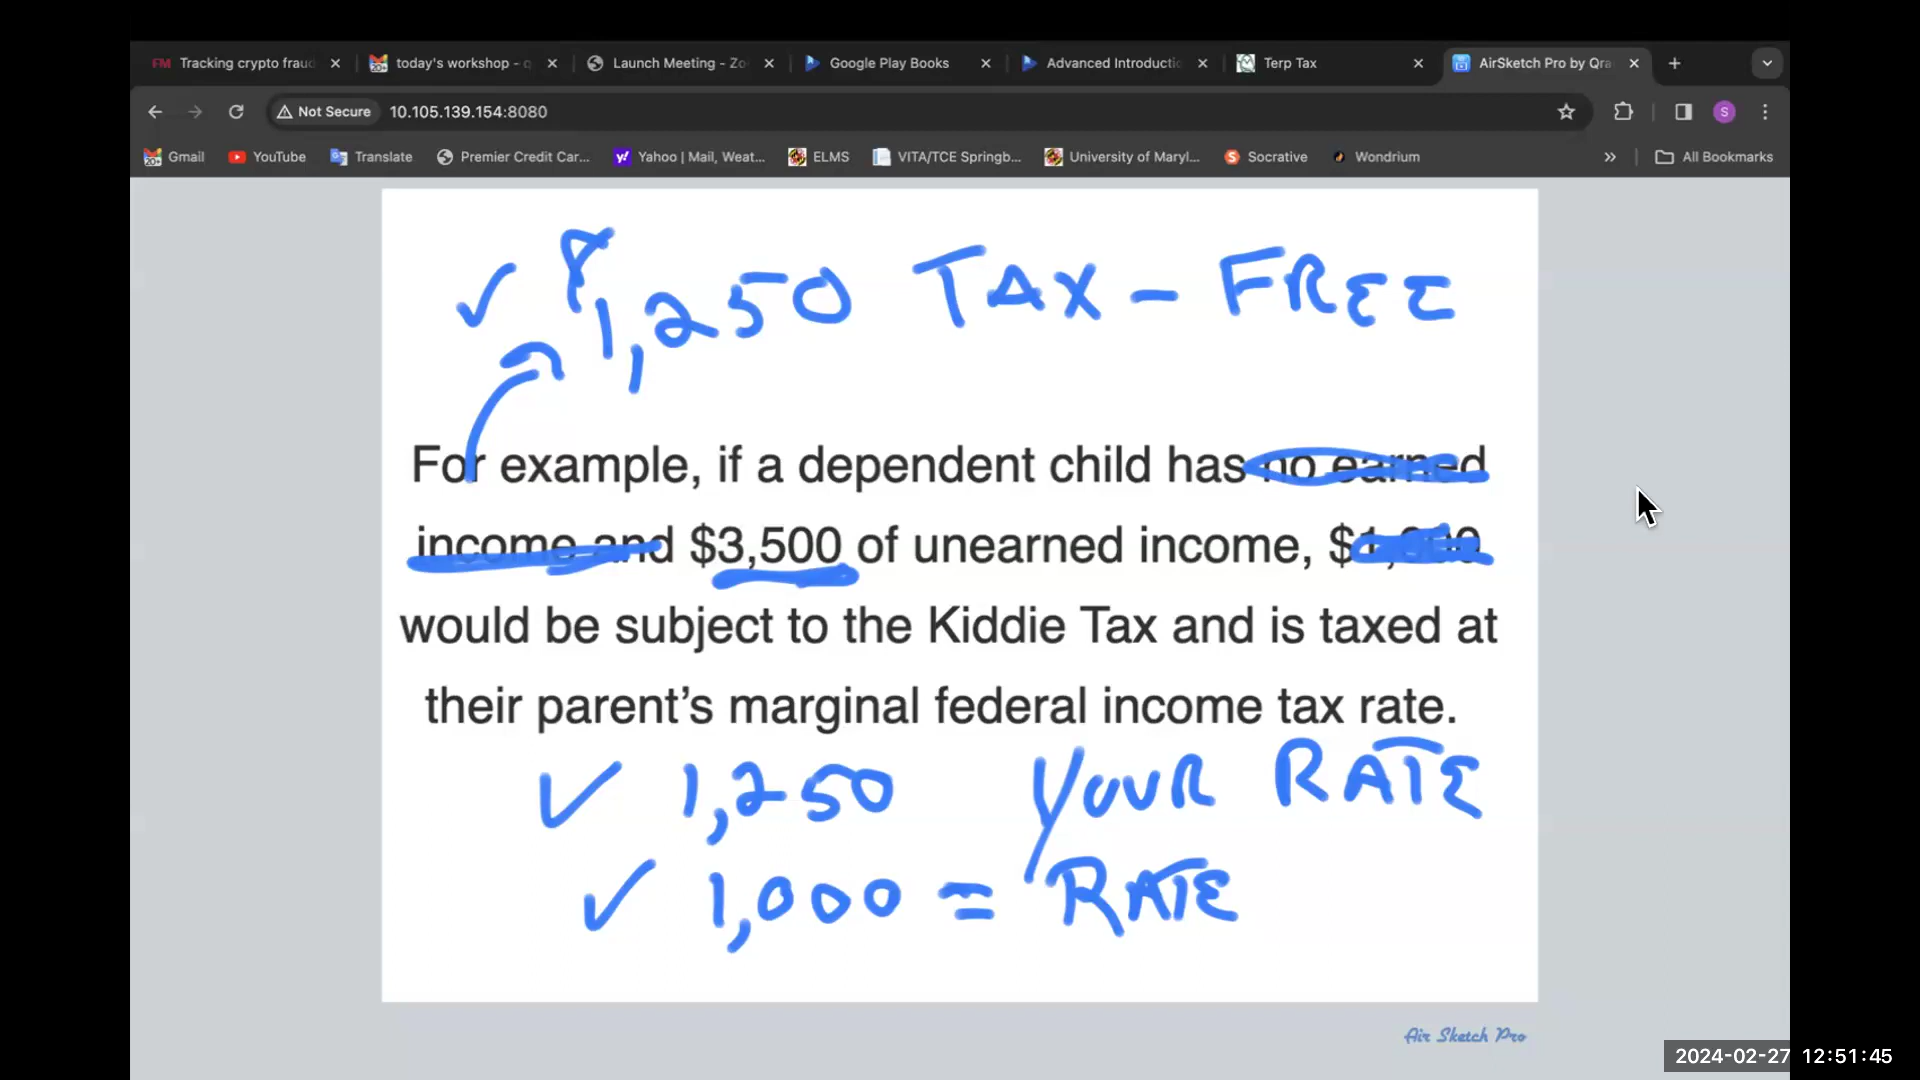 Tracking crypto fraud
today's workshop - q
Launch Meeting - Zo
Google Play Books
Advanced Introductio
Terp Tax
AirSketch Pro by Qra
Not Secure 10.105.139.154:8080
Gmail YouTube Translate Premier Credit Car... Yahoo | Mail, Weat... ELMS VITA/TCE Springb... University of Maryl... Socrative Wondrium » All Bookmarks
1,250 TAX-FREE
For example, if a dependent child has no earned
income and $3,500 of unearned income, $
would be subject to the Kiddie Tax and is taxed at
their parent's marginal federal income tax rate.
✓ 1,250 YOUR RATE
✓ 1,000 = RATE
Air Sketch Pro
2024-02-27 12:51:45